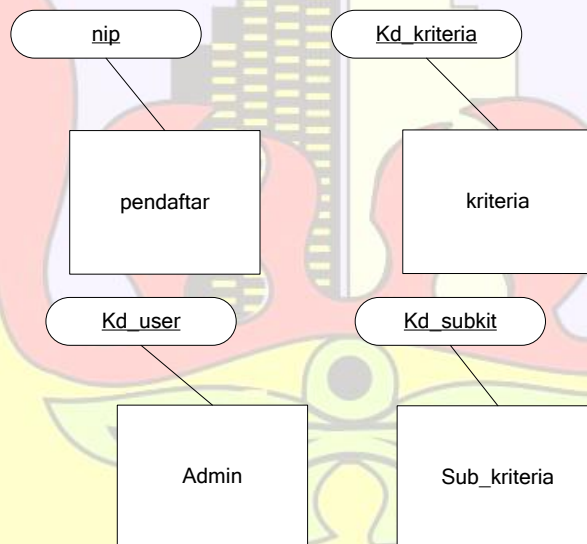 nip
Kd_kriteria
pendaftar
kriteria
Kd_user
Kd_subkit
Admin
Sub_kriteria